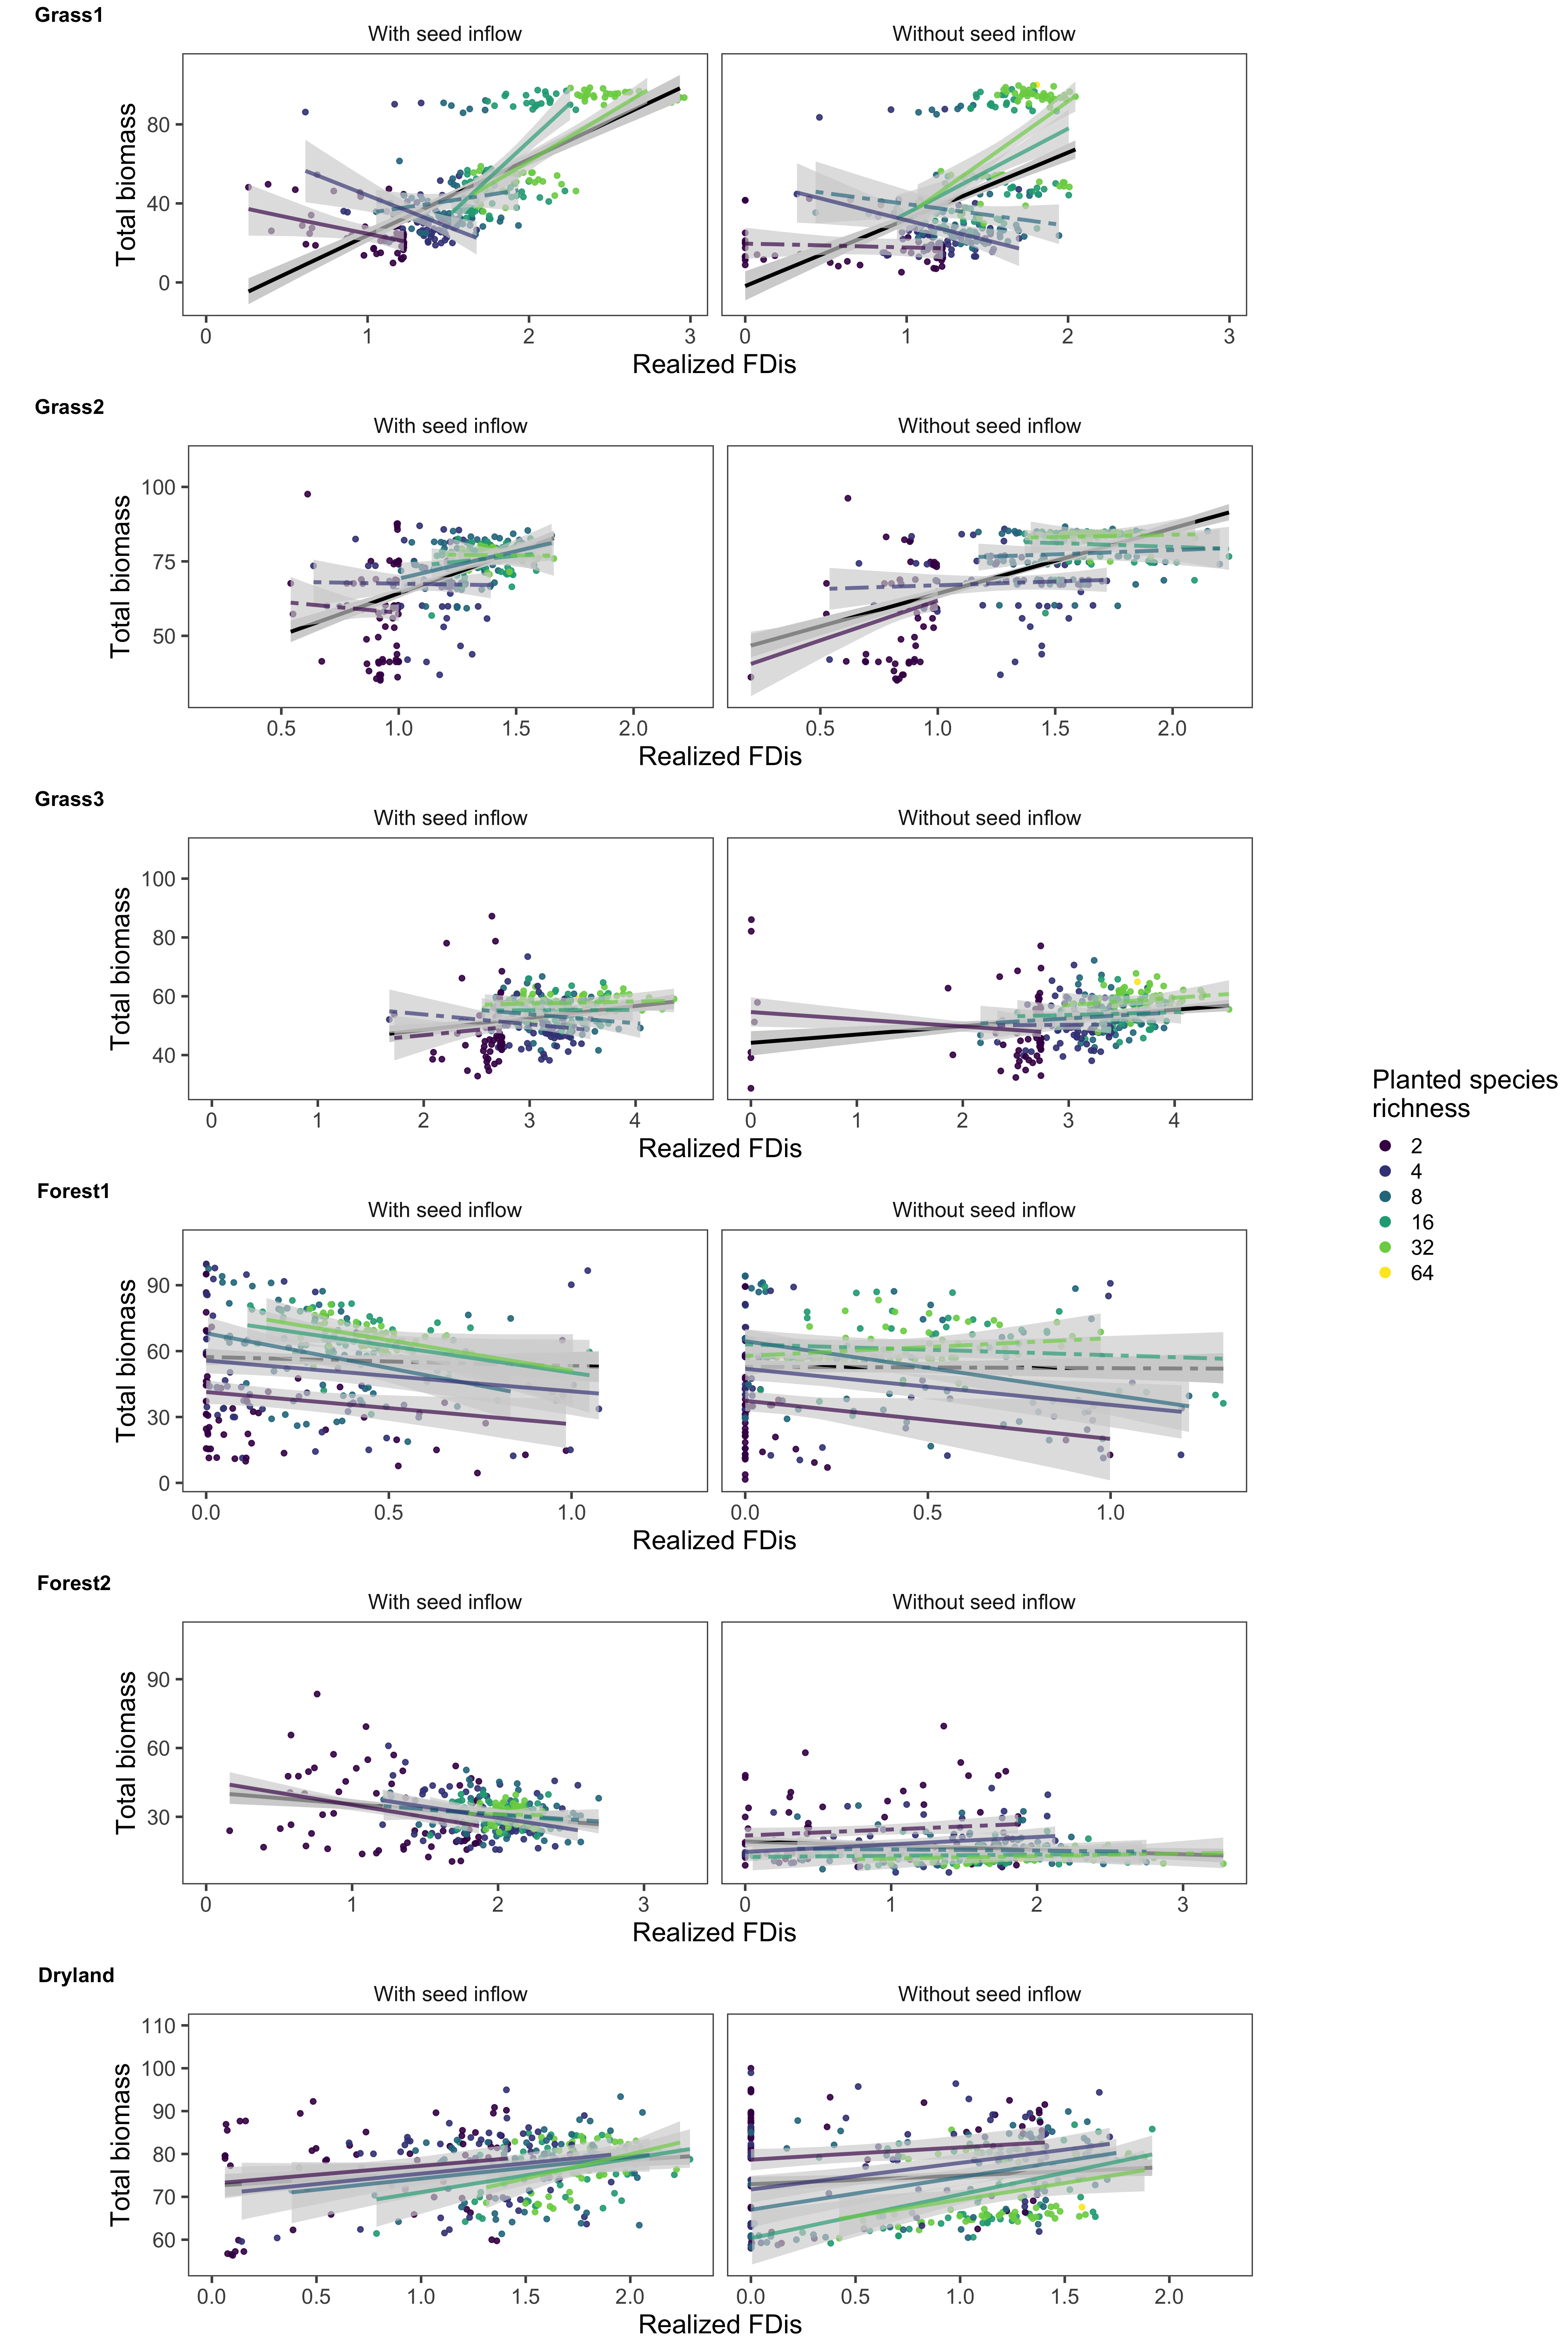 Grass1
With seed inflow
Without seed inflow
Total biomass
80
40
0
0 1 2 3
0 1 2 3
Realized FDis
Grass2
With seed inflow
Without seed inflow
Total biomass
100
75
50
0.5 1.0 1.5 2.0
0.5 1.0 1.5 2.0
Realized FDis
Grass3
With seed inflow
Without seed inflow
Total biomass
100
80
60
40
0 1 2 3 4
0 1 2 3 4
Realized FDis
Planted species
richness
2
4
8
16
32
64
Forest1
With seed inflow
Without seed inflow
Total biomass
90
60
30
0
0.0 0.5 1.0
0.0 0.5 1.0
Realized FDis
Forest2
With seed inflow
Without seed inflow
Total biomass
90
60
30
0 1 2 3
0 1 2 3
Realized FDis
Dryland
With seed inflow
Without seed inflow
Total biomass
110
100
90
80
70
60
0.0 0.5 1.0 1.5 2.0
0.0 0.5 1.0 1.5 2.0
Realized FDis